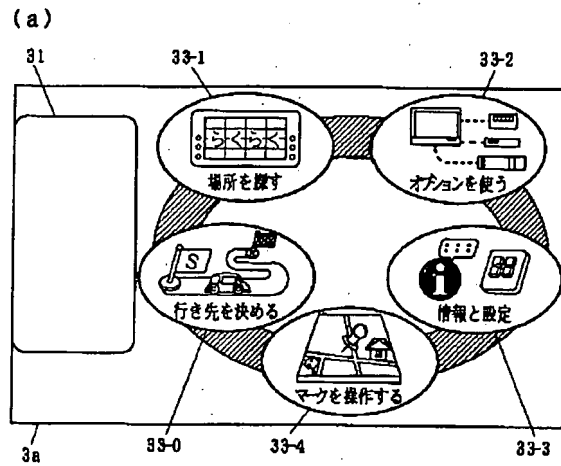 (a)
31
33-1
33-2
らくらく
場所を探す
オプションを使う
S
行き先を決める
i
情報と設定
マークを操作する
3a
33-0
33-4
33-3